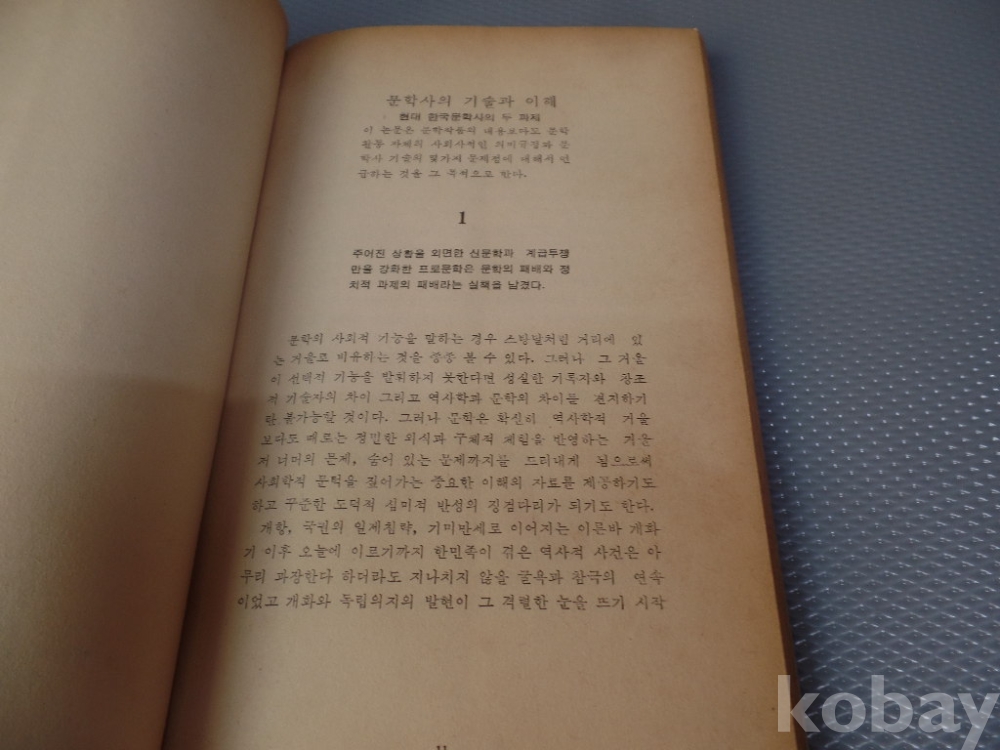 문학사의 기술과 이해
현대 한국문학사의 두 과제
이 논문은 문학작품의 내용보다도 문학
활동 자체의 사회사적인 의미규정과 문
학사 기술의 몇가지 문제점에 대해서 언
급하는 것을 그 목적으로 한다.
1
주어진 상황을 외면한 신문학과 계급투쟁
만을 강화한 프로문학은 문학의 패배와 정
치적 과제의 패배라는 실책을 남겼다.
문학의 사회적 기능을 말하는 경우 스탕달처럼 거리에 있
는 거울로 비유하는 것을 종종 볼 수 있다. 그러나 그 거울
이 선택적 기능을 발휘하지 못한다면 성실한 기록자와 창조
적 기술자의 차이 그리고 역사학과 문학의 차이를 견지하기
란 불가능할 것이다. 그러나 문학은 확실히 역사학적 거울
보다도 때로는 정밀한 의식과 구체적 체험을 반영하는 거울
저 너머의 문제, 숨어 있는 문제까지를 드러내게 됨으로써
사회학적 문턱을 짚어가는 중요한 이해의 자료를 제공하기도
하고 꾸준한 도덕적 심미적 반성의 징검다리가 되기도 한다.
개항, 국권의 일제침략, 기미만세로 이어지는 이른바 개화
기 이후 오늘에 이르기까지 한민족이 겪은 역사적 사건은 아
무리 과장한다 하더라도 지나치지 않을 굴욕과 참극의 연속
이었고 개화와 독립의지의 발현이 그 격렬한 눈을 뜨기 시작
11
kobay